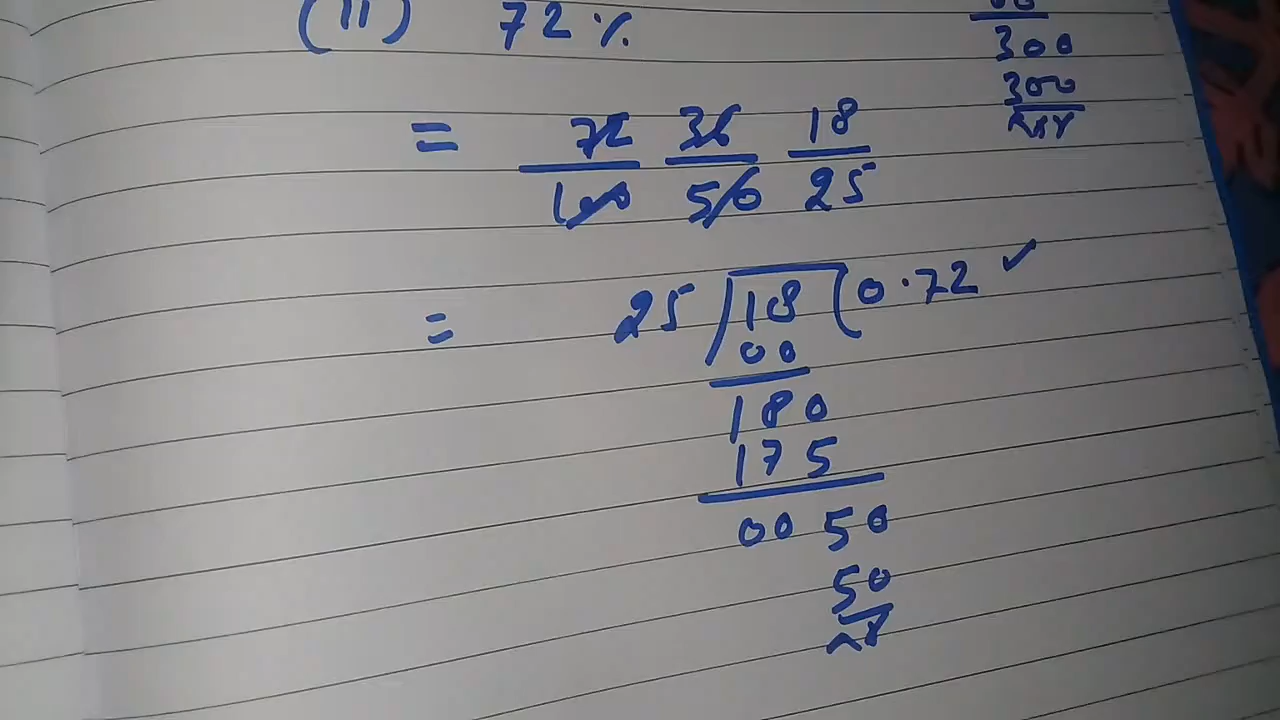 (II) 72%
300
300
= 72/100 36/50 18/25
= 25 √18 (0.72 ✓
00
180
175
0050
50